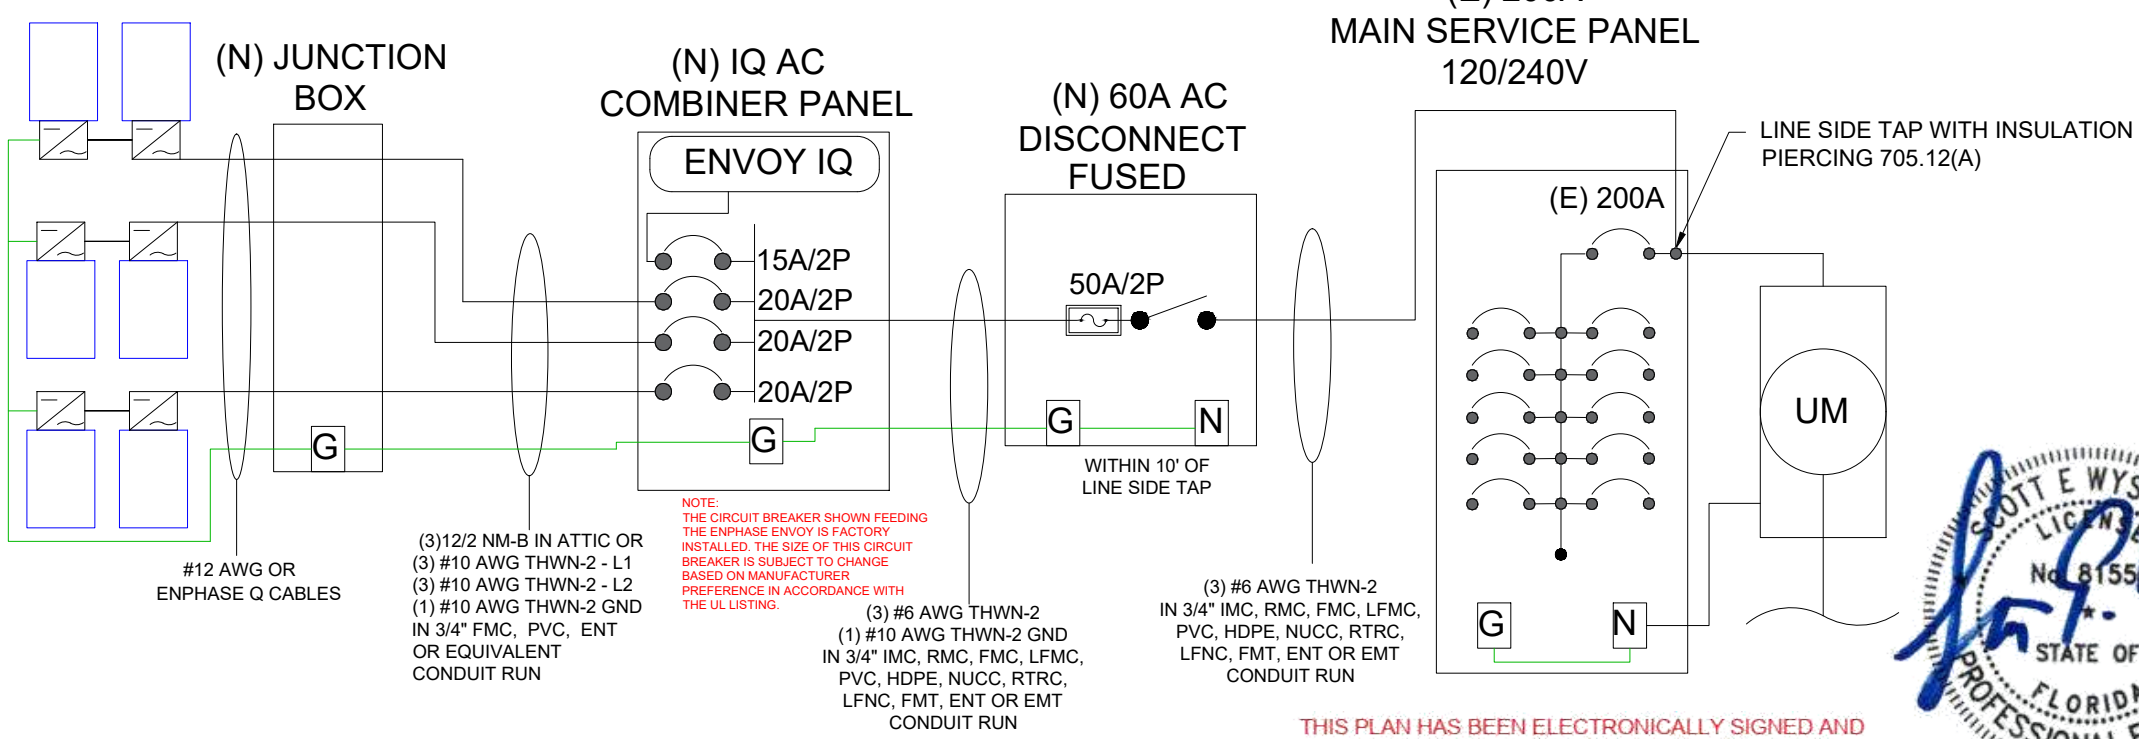 MAIN SERVICE PANEL
120/240V
(N) JUNCTION
BOX
(N) IQ AC
COMBINER PANEL
(N) 60A AC
DISCONNECT
FUSED
LINE SIDE TAP WITH INSULATION
PIERCING 705.12(A)
ENVOY IQ
(E) 200A
15A/2P
20A/2P
20A/2P
20A/2P
50A/2P
UM
G
G
G
N
G
N
WITHIN 10' OF
LINE SIDE TAP
#12 AWG OR
ENPHASE Q CABLES
(3)12/2 NM-B IN ATTIC OR
(3) #10 AWG THWN-2 - L1
(3) #10 AWG THWN-2 - L2
(1) #10 AWG THWN-2 GND
IN 3/4" FMC, PVC, ENT
OR EQUIVALENT
CONDUIT RUN
NOTE:
THE CIRCUIT BREAKER SHOWN FEEDING
THE ENPHASE ENVOY IS FACTORY
INSTALLED. THE SIZE OF THIS CIRCUIT
BREAKER IS SUBJECT TO CHANGE
BASED ON MANUFACTURER
PREFERENCE IN ACCORDANCE WITH
THE UL LISTING.
(3) #6 AWG THWN-2
(1) #10 AWG THWN-2 GND
IN 3/4" IMC, RMC, FMC, LFMC,
PVC, HDPE, NUCC, RTRC,
LFNC, FMT, ENT OR EMT
CONDUIT RUN
(3) #6 AWG THWN-2
IN 3/4" IMC, RMC, FMC, LFMC,
PVC, HDPE, NUCC, RTRC,
LFNC, FMT, ENT OR EMT
CONDUIT RUN
SCOTT E WYS
LICENSE
No. 8155
STATE OF
FLORIDA
PROFESSIONAL
THIS PLAN HAS BEEN ELECTRONICALLY SIGNED AND